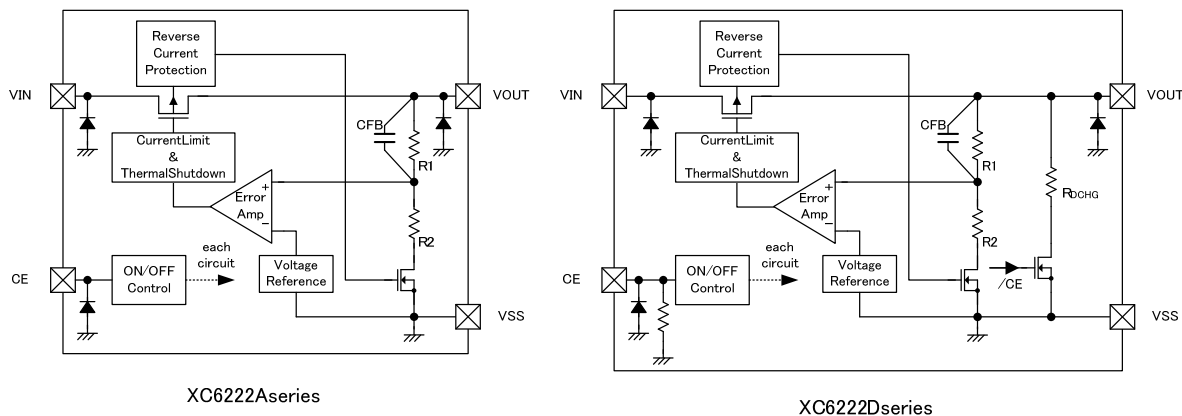 Reverse
Current
Protection
VIN
VOUT
CFB
CurrentLimit
&
ThermalShutdown
R1
+
Error
Amp
-
R2
each
circuit
CE
ON/OFF
Control
Voltage
Reference
VSS
XC6222Aseries
Reverse
Current
Protection
VIN
VOUT
CFB
CurrentLimit
&
ThermalShutdown
R1
+
Error
Amp
-
RDCHG
R2
each
circuit
CE
ON/OFF
Control
Voltage
Reference
/CE
VSS
XC6222Dseries